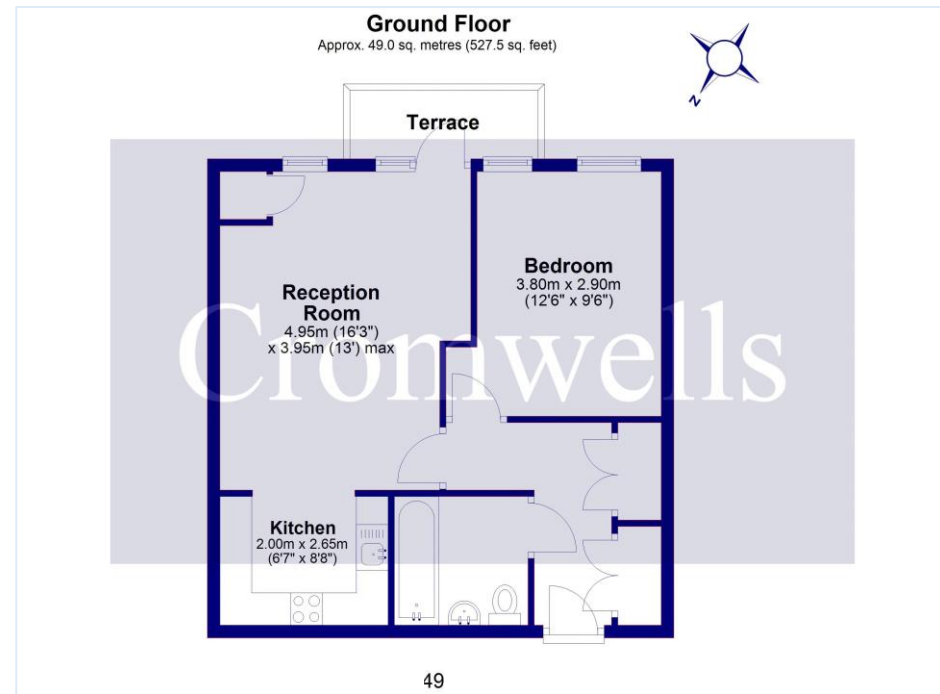 Ground Floor
Approx. 49.0 sq. metres (527.5 sq. feet)
N
Terrace
Bedroom
3.80m x 2.90m
(12'6" x 9'6")
Reception
Room
4.95m (16'3")
x 3.95m (13') max
Cromwells
Kitchen
2.00m x 2.65m
(6'7" x 8'8")
49